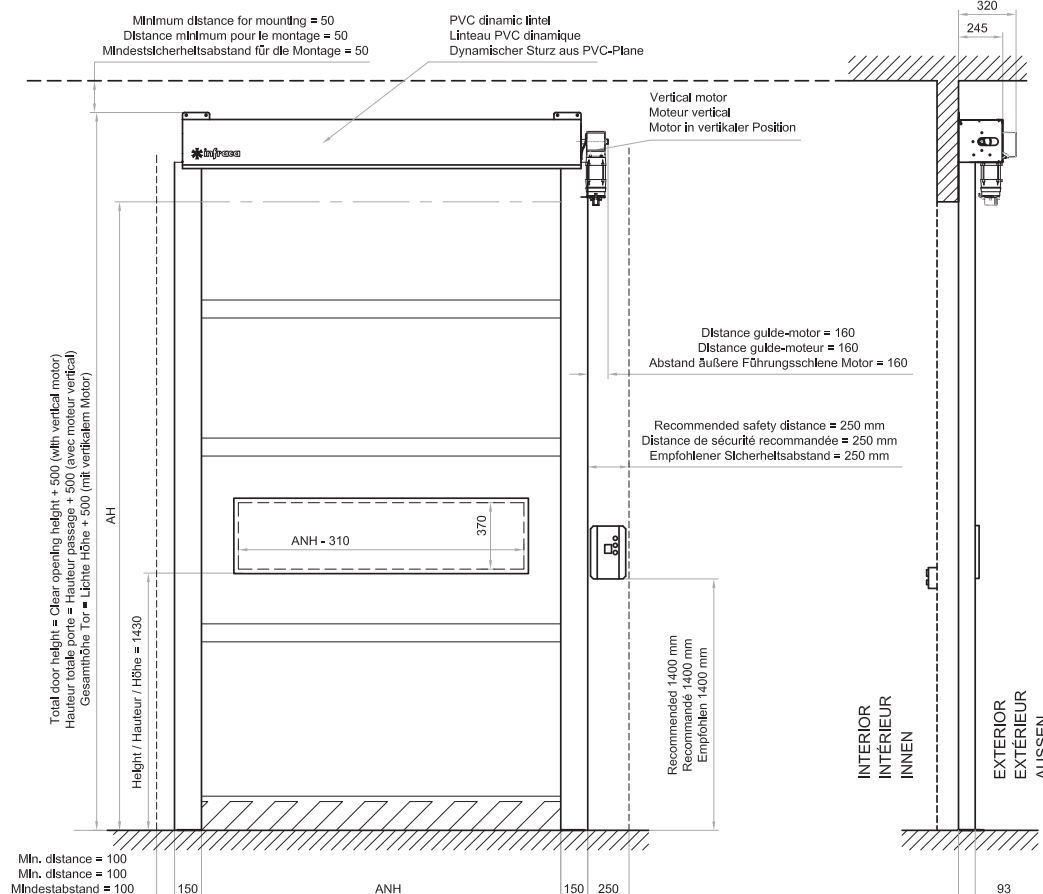 Minimum distance for mounting = 50
Distance minimum pour le montage = 50
Mindestsicherheitsabstand für die Montage = 50
PVC dinamic lintel
Linteau PVC dinamique
Dynamischer Sturz aus PVC-Plane
320
245
Vertical motor
Moteur vertical
Motor in vertikaler Position
infraca
Distance guide-motor = 160
Distance guide-moteur = 160
Abstand äußere Führungsschlene Motor = 160
Recommended safety distance = 250 mm
Distance de sécurité recommandée = 250 mm
Empfohlener Sicherheitsabstand = 250 mm
Total door height = Clear opening height + 500 (with vertical motor)
Hauteur totale porte = Hauteur passage + 500 (avec moteur vertical)
Gesamthöhe Tor = Lichte Höhe + 500 (mit vertikalem Motor)
AH
ANH - 310
370
Height / Hauteur / Höhe = 1430
Recommended 1400 mm
Recommandé 1400 mm
Empfohlen 1400 mm
INTERIOR
INTÉRIEUR
INNEN
EXTERIOR
EXTÉRIEUR
AUSSEN
Min. distance = 100
Min. distance = 100
Mindestabstand = 100
150
ANH
150
250
93